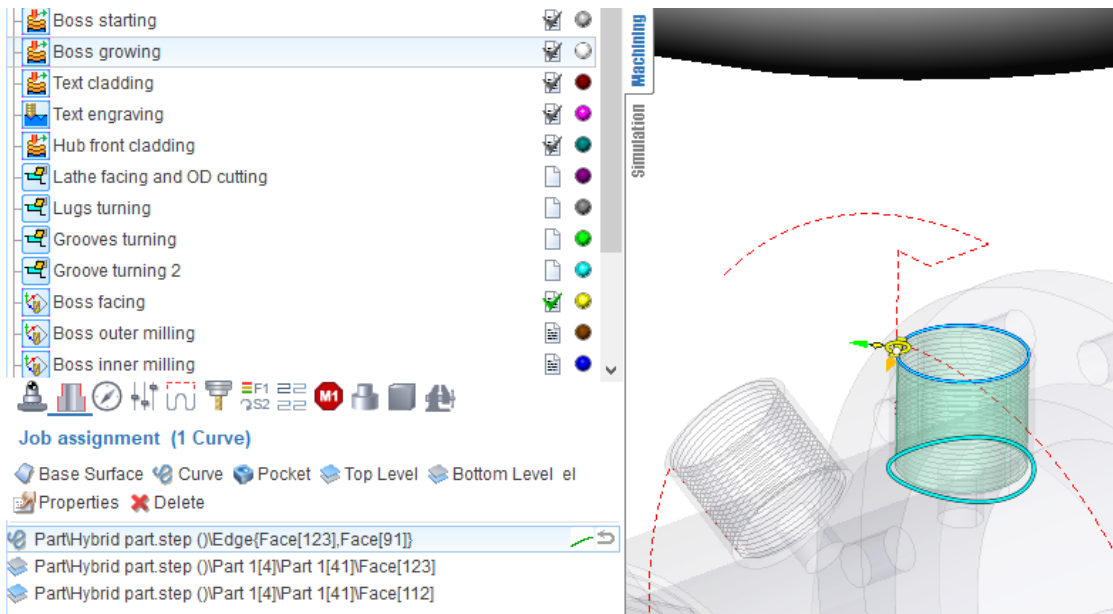 Boss starting
Boss growing
Text cladding
Text engraving
Hub front cladding
Lathe facing and OD cutting
Lugs turning
Grooves turning
Groove turning 2
Boss facing
Boss outer milling
Boss inner milling
F1
S2
M1
Job assignment (1 Curve)
Base Surface Curve Pocket Top Level Bottom Level el
Properties Delete
Part\Hybrid part.step ()\Edge{Face[123],Face[91]}
Part\Hybrid part.step ()\Part 1[4]\Part 1[41]\Face[123]
Part\Hybrid part.step ()\Part 1[4]\Part 1[41]\Face[112]
Machining
Simulation